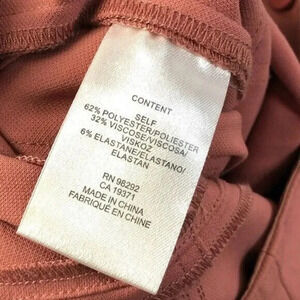 CONTENT
SELF
62% POLYESTER/POLIESTER
32% VISCOSE/VISCOSA/
VISKOZ
6% ELASTANE/ELASTANO/
ELASTAN
RN 98292
CA 19371
MADE IN CHINA
FABRIQUÉ EN CHINE